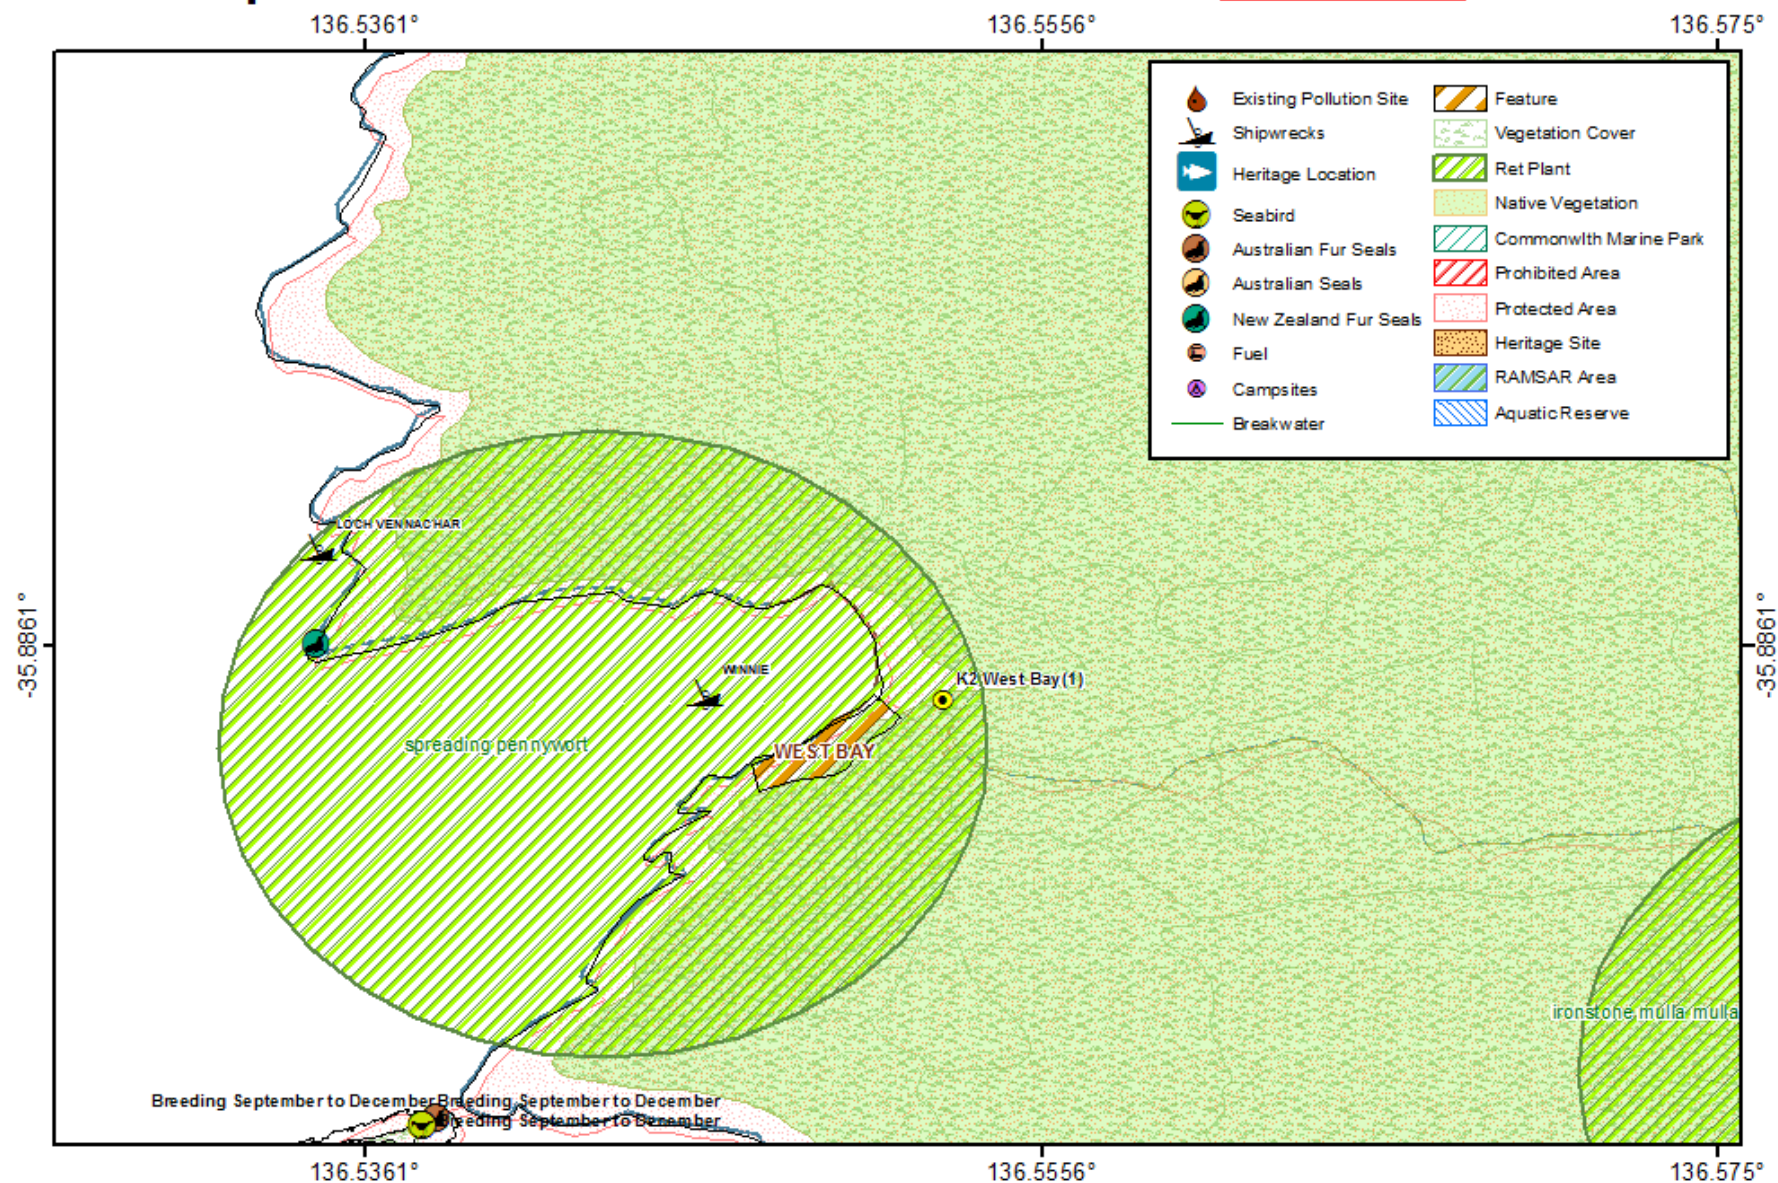 136.5361°
136.5556°
136.575°
Existing Pollution Site
Shipwrecks
Heritage Location
Seabird
Australian Fur Seals
Australian Seals
New Zealand Fur Seals
Fuel
Campsites
Breakwater
Feature
Vegetation Cover
Ret Plant
Native Vegetation
Commonwlth Marine Park
Prohibited Area
Protected Area
Heritage Site
RAMSAR Area
Aquatic Reserve
LOCH VENNACHAR
-35.8861°
-35.8861°
WINNIE
K2 West Bay(1)
spreading pennywort
WEST BAY
ironstone mulla mulla
Breeding September to December Breeding September to December
Breeding September to December
136.5361°
136.5556°
136.575°